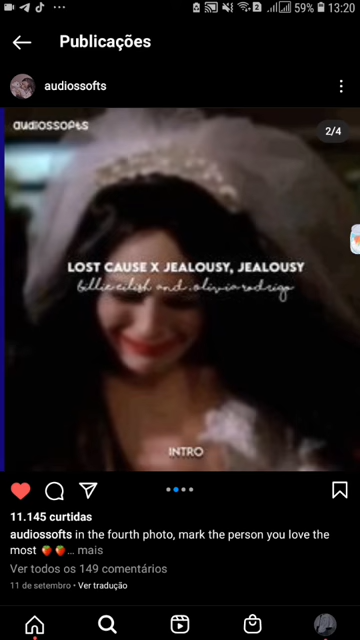 59% 13:20
Publicações
audiossofts
audiossofts
2/4
LOST CAUSE X JEALOUSY, JEALOUSY
billie eilish and olivia rodrigo
INTRO
11.145 curtidas
audiossofts in the fourth photo, mark the person you love the
most 🍓🍓... mais
Ver todos os 149 comentários
11 de setembro • Ver tradução